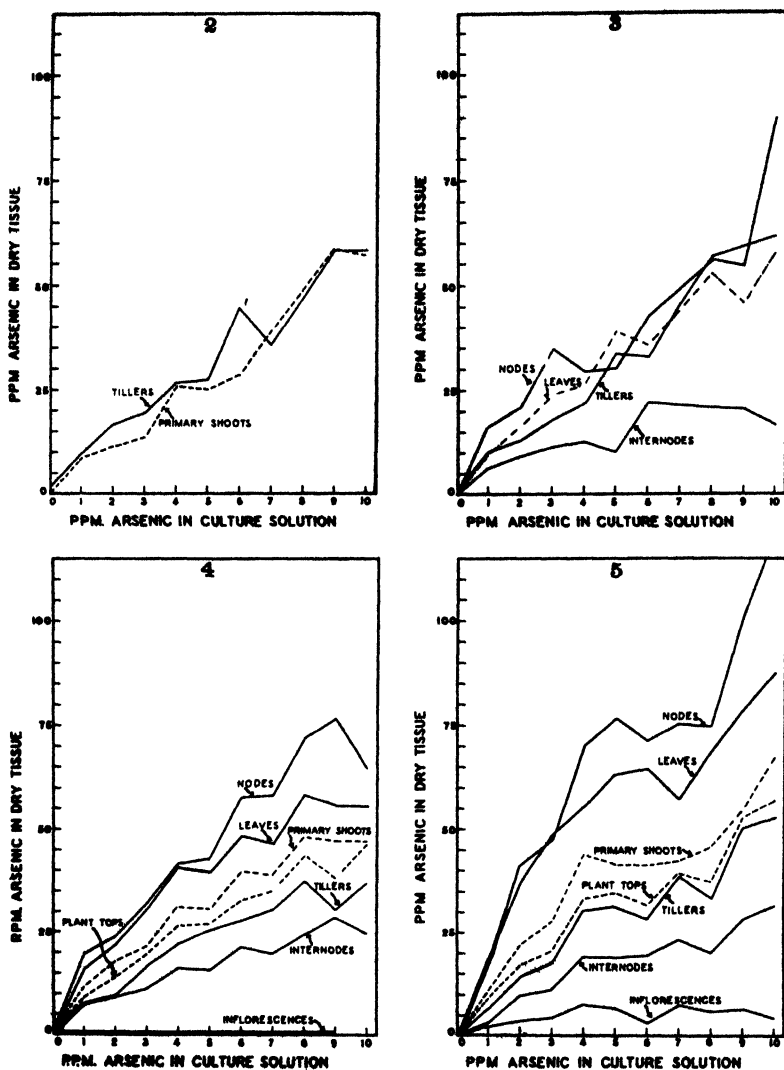 2
100
75
50
25
0
PPM ARSENIC IN DRY TISSUE
TILLERS
PRIMARY SHOOTS
0 1 2 3 4 5 6 7 8 9 10
PPM. ARSENIC IN CULTURE SOLUTION
3
100
75
50
25
0
PPM ARSENIC IN DRY TISSUE
NODES
LEAVES
TILLERS
INTERNODES
0 1 2 3 4 5 6 7 8 9 10
PPM ARSENIC IN CULTURE SOLUTION
4
100
75
50
25
0
PPM. ARSENIC IN DRY TISSUE
NODES
LEAVES
PRIMARY SHOOTS
TILLERS
PLANT TOPS
INTERNODES
INFLORESCENCES
0 1 2 3 4 5 6 7 8 9 10
P.P.M. ARSENIC IN CULTURE SOLUTION
5
100
75
50
25
0
PPM ARSENIC IN DRY TISSUE
NODES
LEAVES
PRIMARY SHOOTS
PLANT TOPS
TILLERS
INTERNODES
INFLORESCENCES
0 1 2 3 4 5 6 7 8 9 10
PPM ARSENIC IN CULTURE SOLUTION